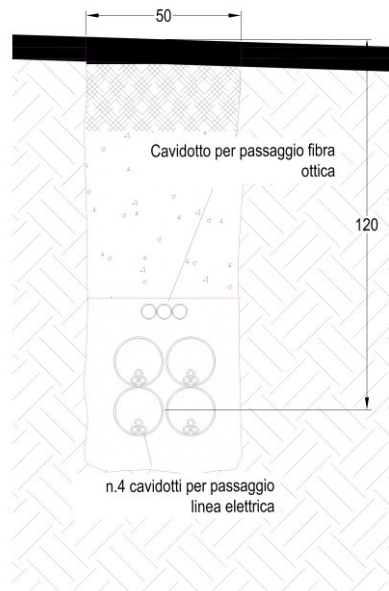 50
Cavidotto per passaggio fibra
ottica
120
n.4 cavidotti per passaggio
linea elettrica